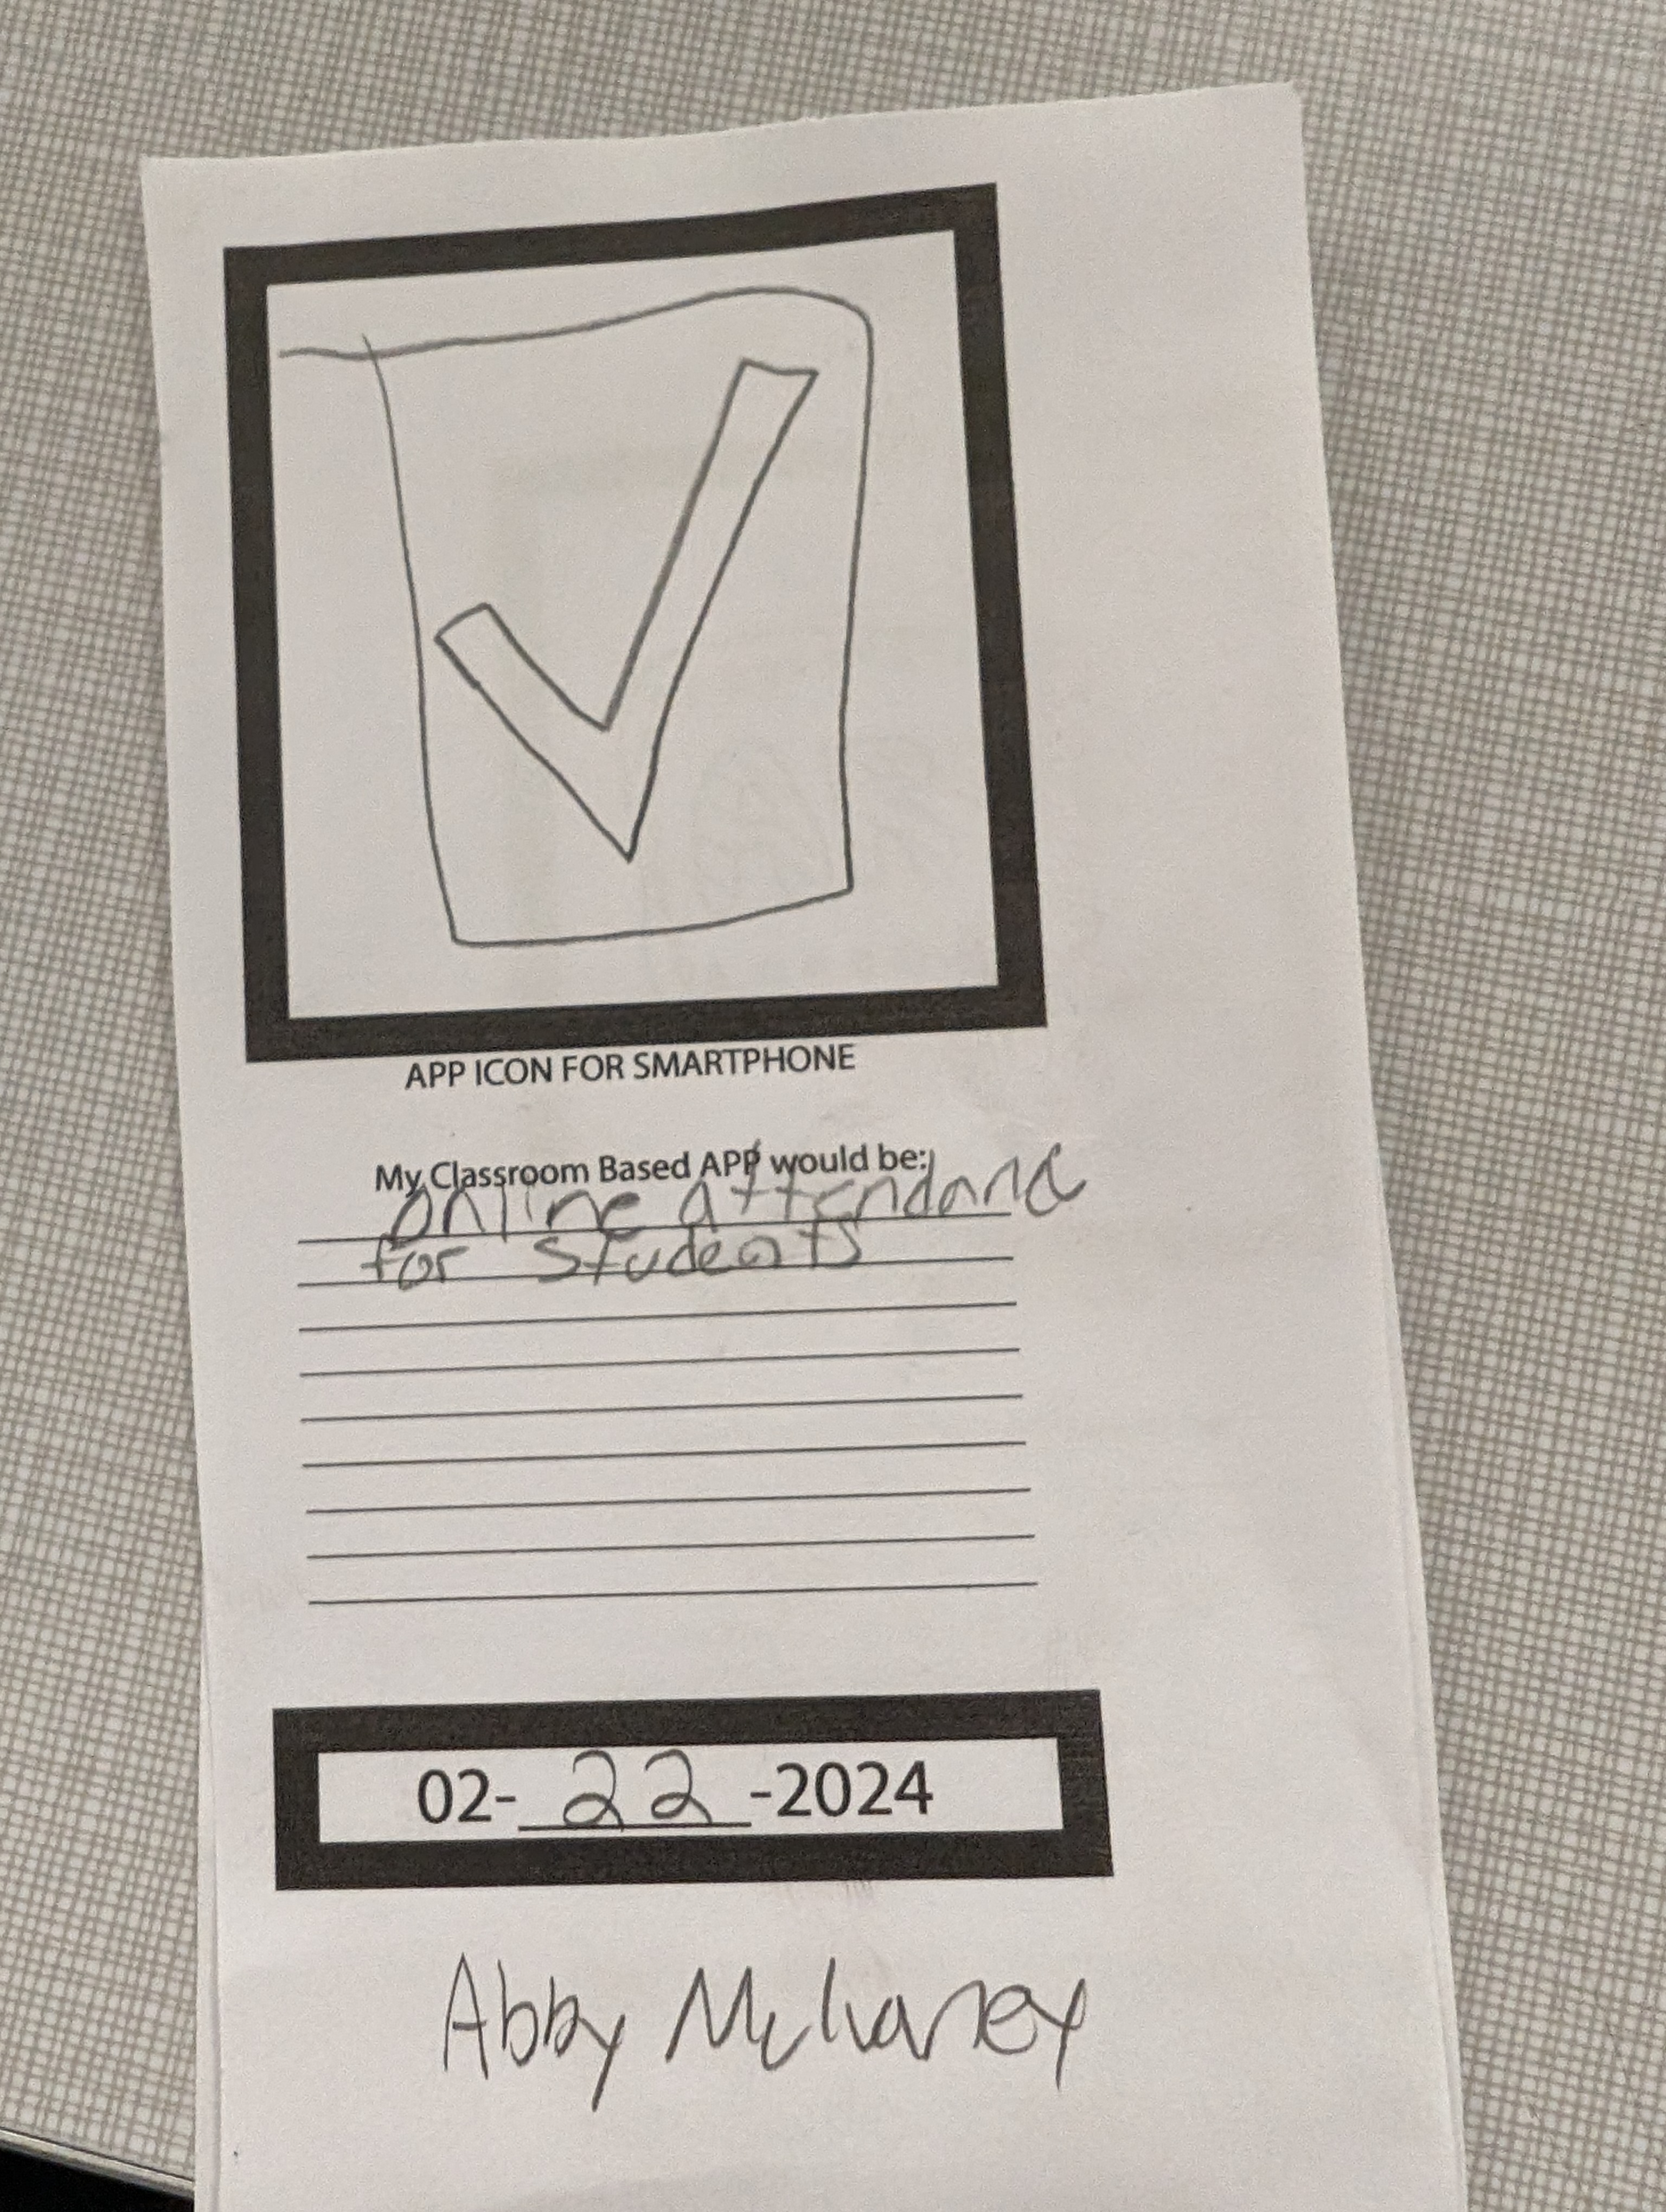 APP ICON FOR SMARTPHONE
My Classroom Based APP would be:
online attendance
for students
02-22-2024
Abby